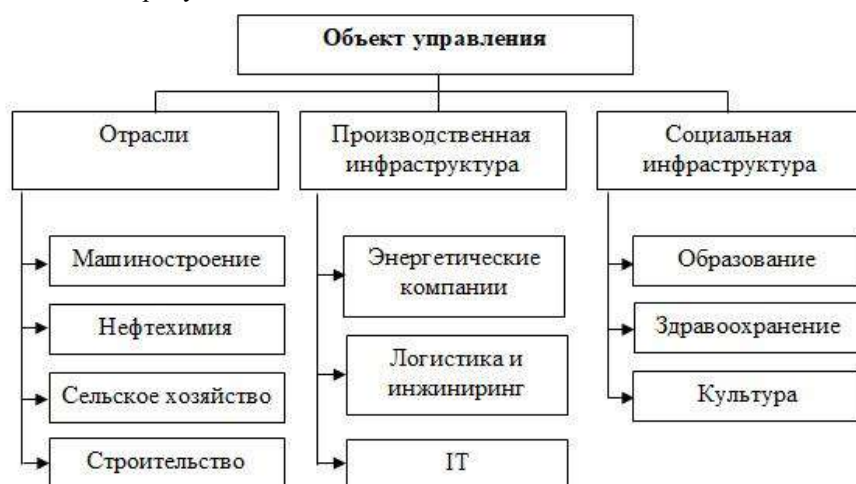 Объект управления
Отрасли
Производственная
инфраструктура
Социальная
инфраструктура
Машиностроение
Нефтехимия
Сельское хозяйство
Строительство
Энергетические
компании
Логистика и
инжиниринг
IT
Образование
Здравоохранение
Культура